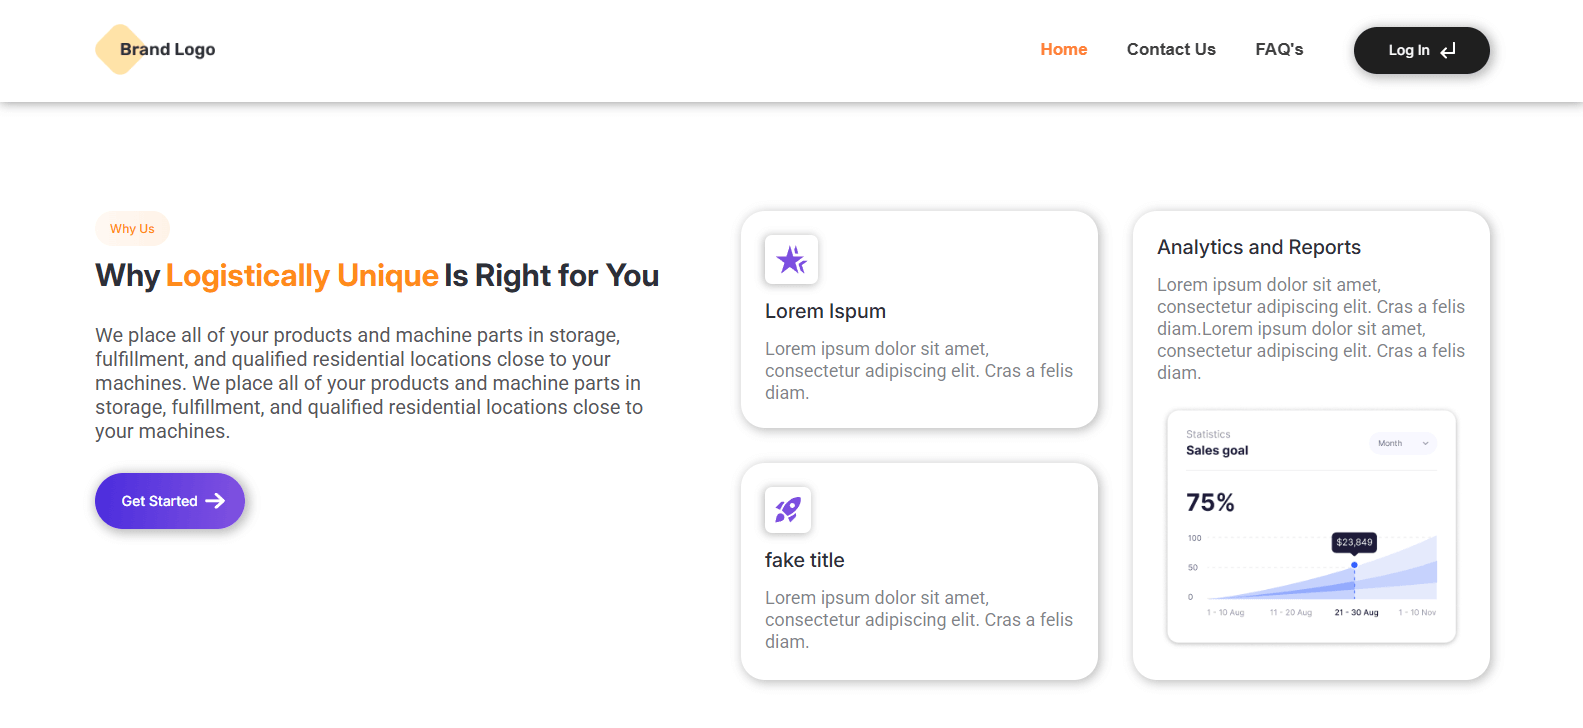 Brand Logo
Home
Contact Us
FAQ's
Log In
Why Us
Why Logistically Unique Is Right for You
We place all of your products and machine parts in storage,
fulfillment, and qualified residential locations close to your
machines. We place all of your products and machine parts in
storage, fulfillment, and qualified residential locations close to
your machines.
Get Started
Lorem Ispum
Lorem ipsum dolor sit amet,
consectetur adipiscing elit. Cras a felis
diam.
fake title
Lorem ipsum dolor sit amet,
consectetur adipiscing elit. Cras a felis
diam.
Analytics and Reports
Lorem ipsum dolor sit amet,
consectetur adipiscing elit. Cras a felis
diam.Lorem ipsum dolor sit amet,
consectetur adipiscing elit. Cras a felis
diam.
Statistics
Sales goal
Month
75%
$23,849
100
50
0
1 - 10 Aug
11 - 20 Aug
21 - 30 Aug
1 - 10 Nov